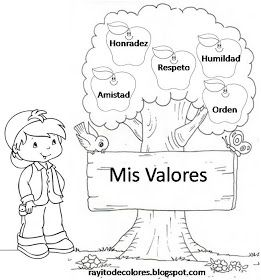 Honradez
Humildad
Respeto
Amistad
Orden
Mis Valores
rayitodecolores.blogspot.com